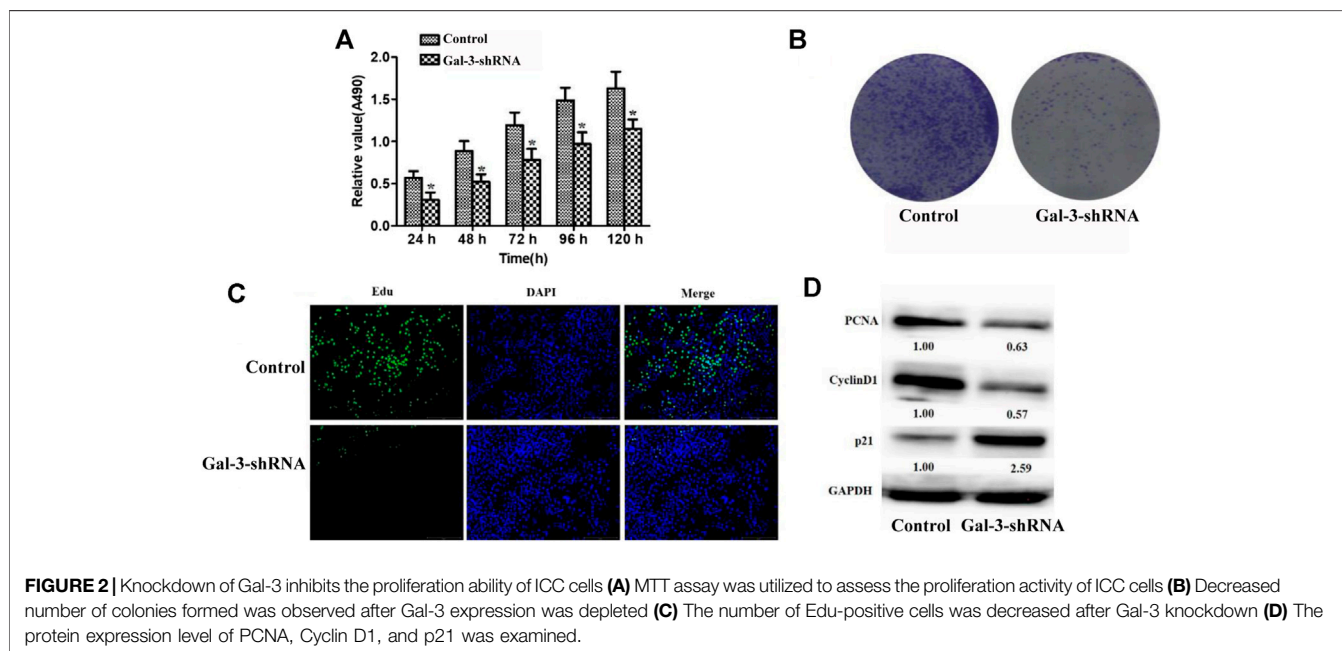 A
Control
Gal-3-shRNA
Relative value(A490)
2.0
1.5
1.0
0.5
0.0
* * * * *
24 h 48 h 72 h 96 h 120 h
Time(h)
B
Control Gal-3-shRNA
C
Edu DAPI Merge
Control
Gal-3-shRNA
D
PCNA
1.00 0.63
CyclinD1
1.00 0.57
p21
1.00 2.59
GAPDH
Control Gal-3-shRNA
FIGURE 2 | Knockdown of Gal-3 inhibits the proliferation ability of ICC cells (A) MTT assay was utilized to assess the proliferation activity of ICC cells (B) Decreased
number of colonies formed was observed after Gal-3 expression was depleted (C) The number of Edu-positive cells was decreased after Gal-3 knockdown (D) The
protein expression level of PCNA, Cyclin D1, and p21 was examined.